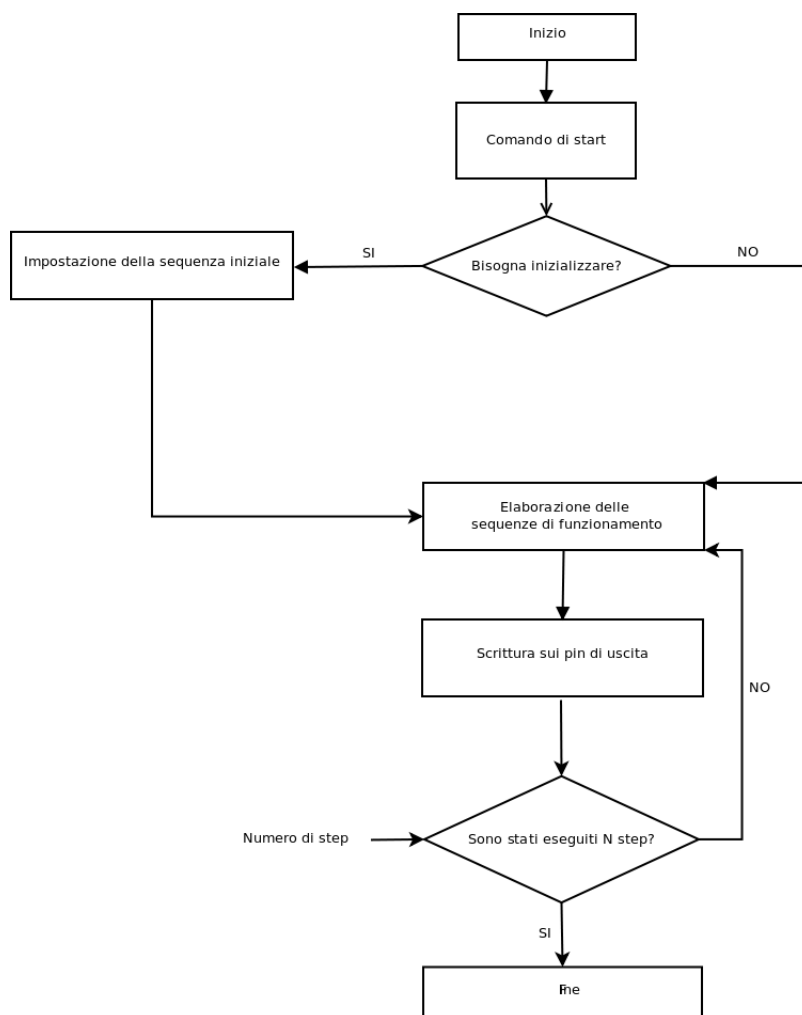 Inizio
Comando di start
Impostazione della sequenza iniziale
SI
Bisogna inizializzare?
NO
Elaborazione delle
sequenze di funzionamento
Scrittura sui pin di uscita
NO
Numero di step
Sono stati eseguiti N step?
SI
Fine